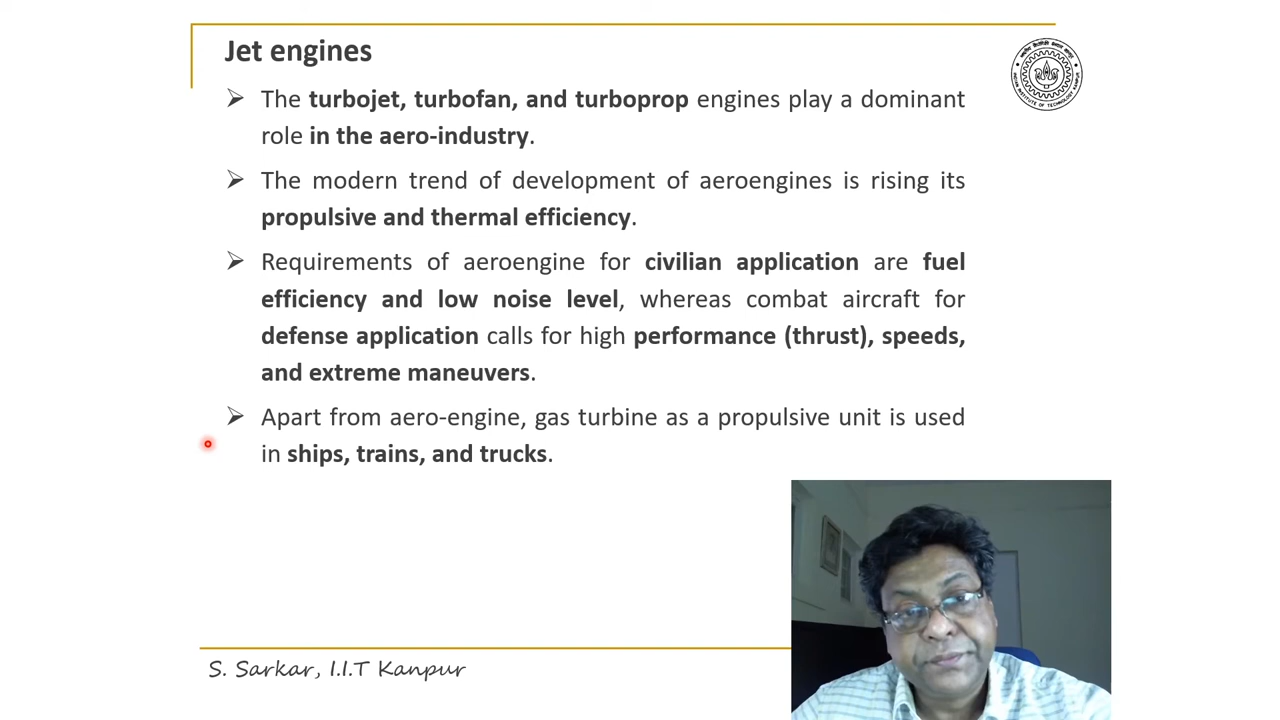 Jet engines
The turbojet, turbofan, and turboprop engines play a dominant
role in the aero-industry.
The modern trend of development of aeroengines is rising its
propulsive and thermal efficiency.
Requirements of aeroengine for civilian application are fuel
efficiency and low noise level, whereas combat aircraft for
defense application calls for high performance (thrust), speeds,
and extreme maneuvers.
Apart from aero-engine, gas turbine as a propulsive unit is used
in ships, trains, and trucks.
S. Sarkar, I.I.T Kanpur